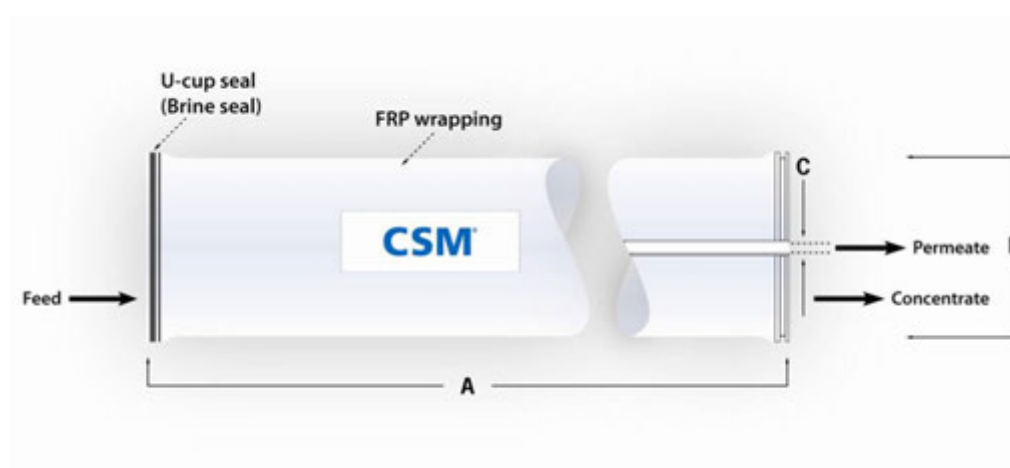 U-cup seal
(Brine seal)
FRP wrapping
C
CSM
Permeate
Feed
Concentrate
A